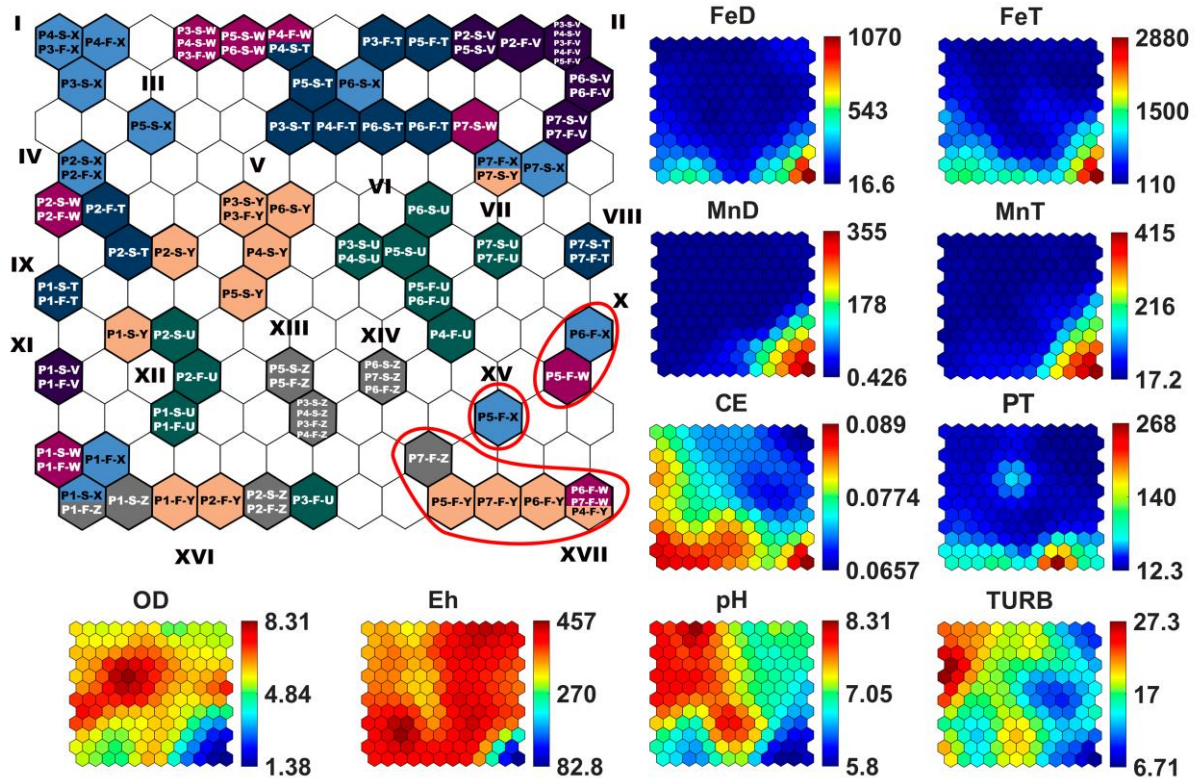 I
P4-S-X
P3-F-X
P4-F-X
P3-S-W
P4-S-W
P3-F-W
P5-S-W
P6-S-W
P4-F-W
P4-S-T
P3-F-T
P5-F-T
P2-S-V
P5-S-V
P2-F-V
P3-S-V
P4-S-V
P3-F-V
P4-F-V
P5-F-V
II
P3-S-X
III
P5-S-T
P6-S-X
P6-S-V
P6-F-V
P5-S-X
P3-S-T
P4-F-T
P6-S-T
P6-F-T
P7-S-W
P7-S-V
P7-F-V
IV
P2-S-X
P2-F-X
V
VI
P7-F-X
P7-S-Y
P7-S-X
P2-S-W
P2-F-W
P2-F-T
P3-S-Y
P3-F-Y
P6-S-Y
P6-S-U
VII
VIII
P2-S-T
P2-S-Y
P4-S-Y
P3-S-U
P4-S-U
P5-S-U
P7-S-U
P7-F-U
P7-S-T
P7-F-T
IX
P1-S-T
P1-F-T
P5-S-Y
P5-F-U
P6-F-U
X
XI
P1-S-Y
P2-S-U
XIII
XIV
P4-F-U
P6-F-X
P1-S-V
P1-F-V
XII
P2-F-U
P5-S-Z
P5-F-Z
P6-S-Z
P7-S-Z
P6-F-Z
XV
P5-F-W
P1-S-U
P1-F-U
P3-S-Z
P4-S-Z
P3-F-Z
P4-F-Z
P5-F-X
P1-S-W
P1-F-W
P1-F-X
P7-F-Z
P1-S-X
P1-F-Z
P1-S-Z
P1-F-Y
P2-F-Y
P2-S-Z
P2-F-Z
P3-F-U
P5-F-Y
P7-F-Y
P6-F-Y
P6-F-W
P7-F-W
P4-F-Y
XVI
XVII
FeD
1070
543
16.6
FeT
2880
1500
110
MnD
355
178
0.426
MnT
415
216
17.2
CE
0.089
0.0774
0.0657
PT
268
140
12.3
OD
8.31
4.84
1.38
Eh
457
270
82.8
pH
8.31
7.05
5.8
TURB
27.3
17
6.71